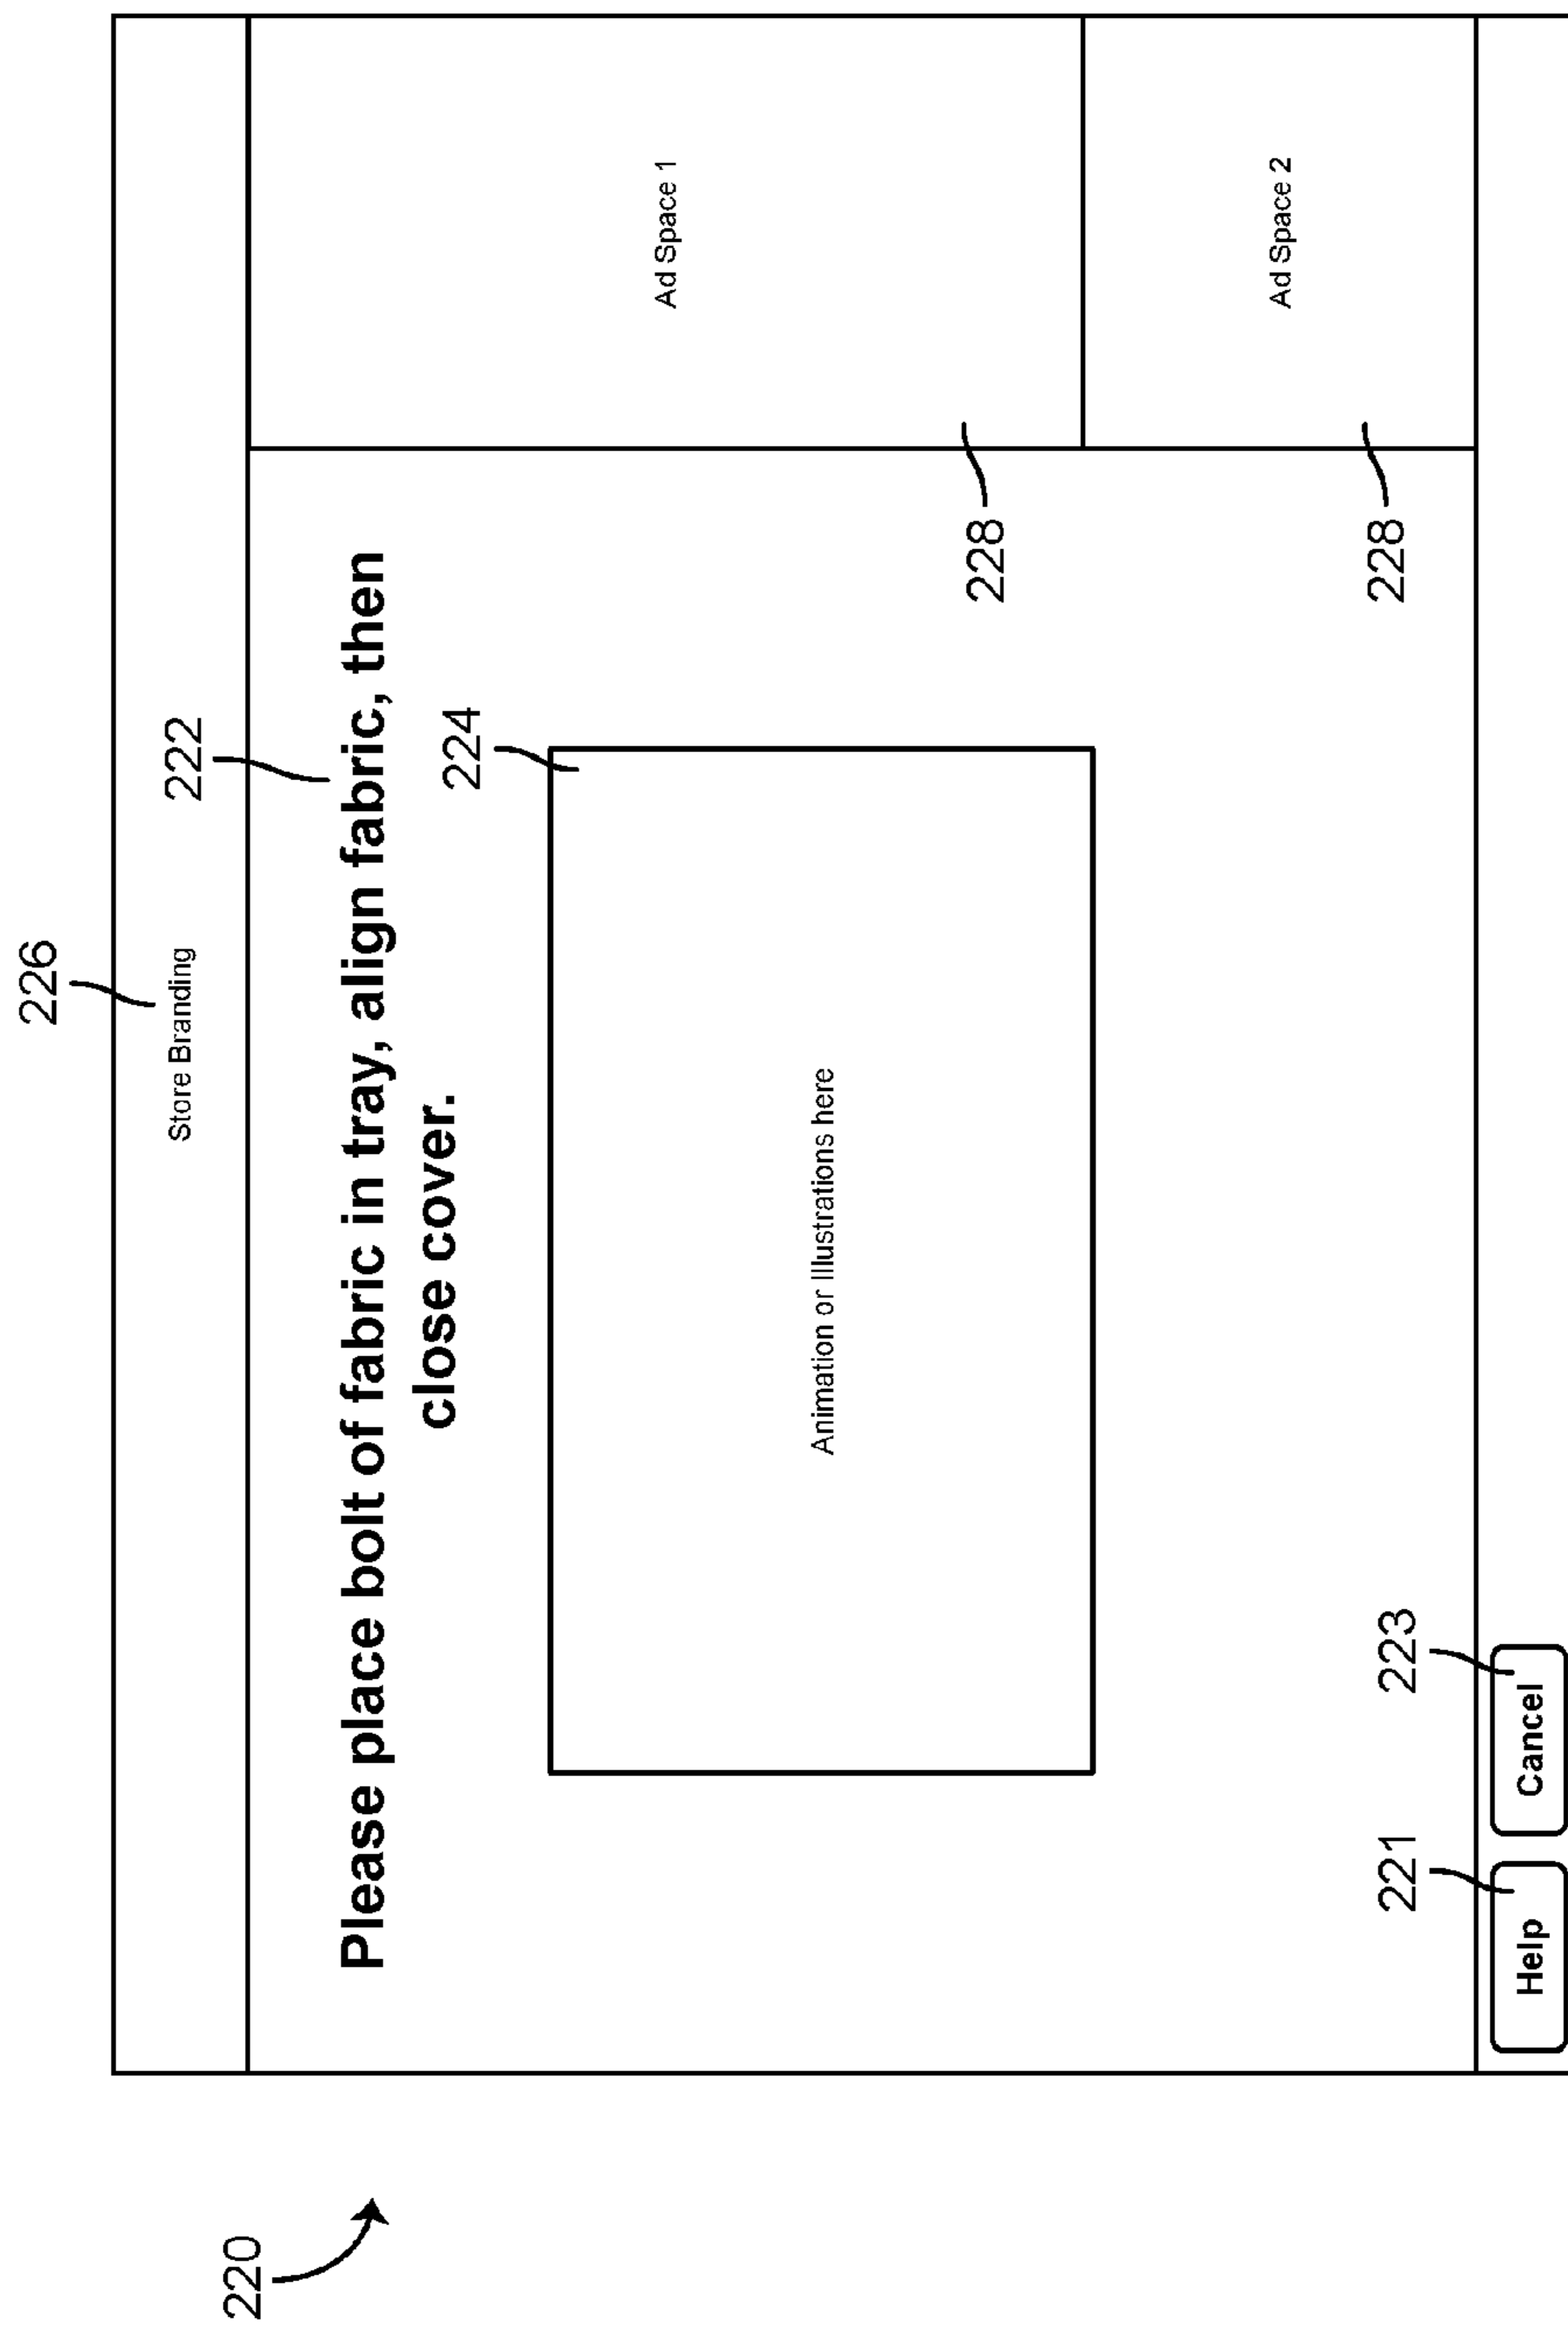 226
Store Branding
222
220
Please place bolt of fabric in tray, align fabric, then
close cover.
224
Animation or Illustrations here
Ad Space 1
228
Ad Space 2
228
221
223
Help
Cancel